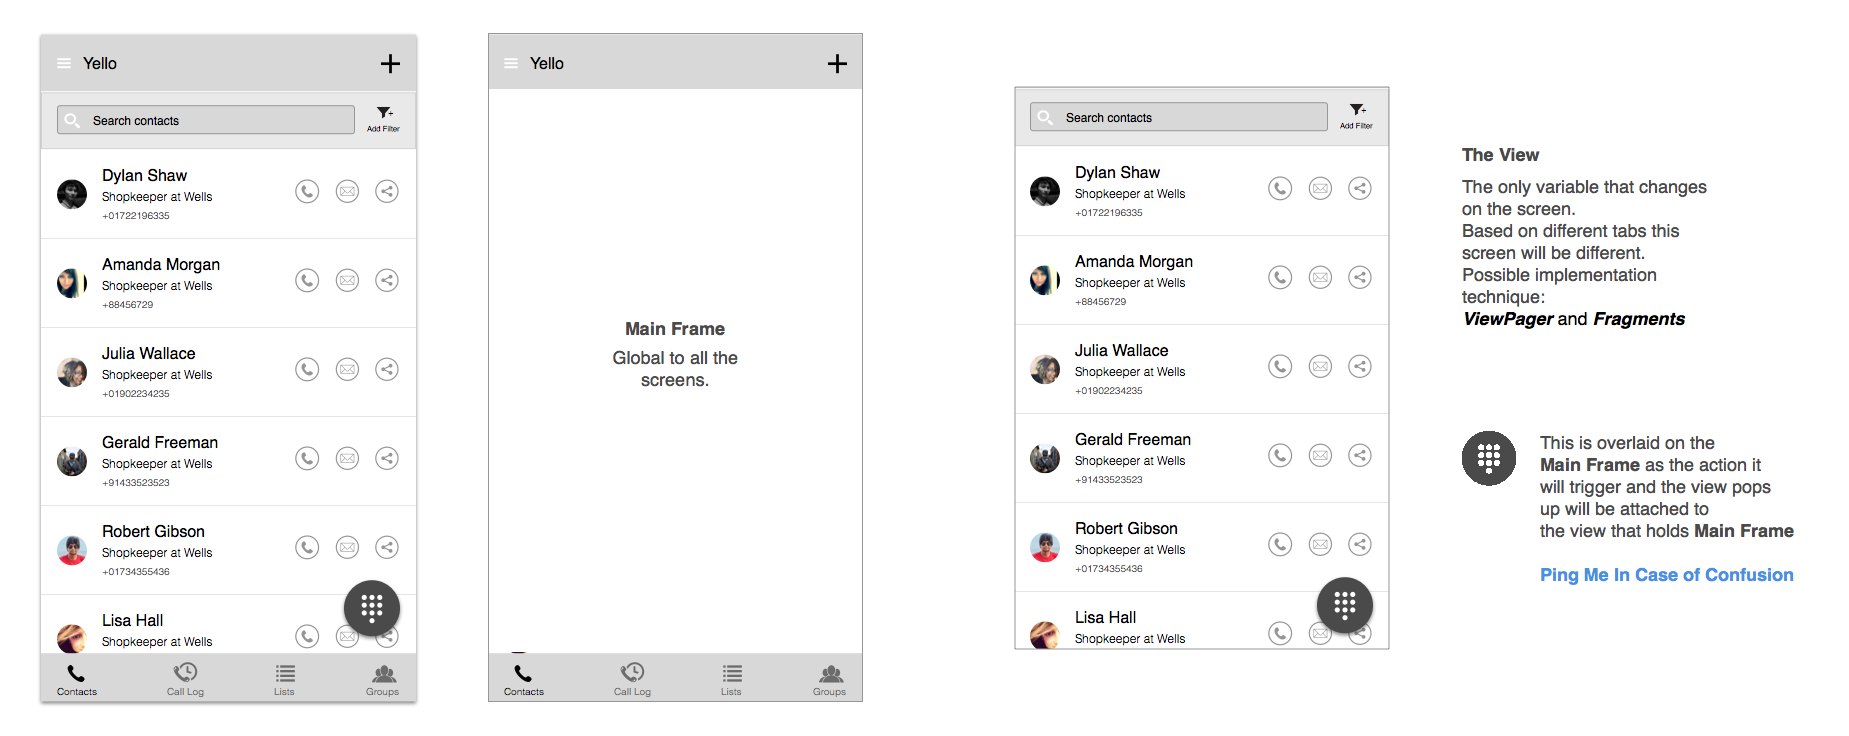 Yello
Search contacts
Add Filter
Dylan Shaw
Shopkeeper at Wells
+01722196335
Amanda Morgan
Shopkeeper at Wells
+88456729
Julia Wallace
Shopkeeper at Wells
+01902234235
Gerald Freeman
Shopkeeper at Wells
+91433523523
Robert Gibson
Shopkeeper at Wells
+01734355436
Lisa Hall
Shopkeeper at Wells
Contacts
Call Log
Lists
Groups
Yello
Main Frame
Global to all the
screens.
Contacts
Call Log
Lists
Groups
Search contacts
Add Filter
Dylan Shaw
Shopkeeper at Wells
+01722196335
Amanda Morgan
Shopkeeper at Wells
+88456729
Julia Wallace
Shopkeeper at Wells
+01902234235
Gerald Freeman
Shopkeeper at Wells
+91433523523
Robert Gibson
Shopkeeper at Wells
+01734355436
Lisa Hall
Shopkeeper at Wells
The View
The only variable that changes
on the screen.
Based on different tabs this
screen will be different.
Possible implementation
technique:
ViewPager and Fragments
This is overlaid on the
Main Frame as the action it
will trigger and the view pops
up will be attached to
the view that holds Main Frame
Ping Me In Case of Confusion